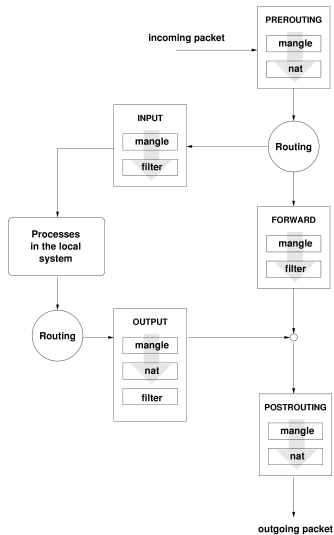 incoming packet
PREROUTING
mangle
nat
INPUT
mangle
filter
Routing
Processes
in the local
system
FORWARD
mangle
filter
Routing
OUTPUT
mangle
nat
filter
POSTROUTING
mangle
nat
outgoing packet